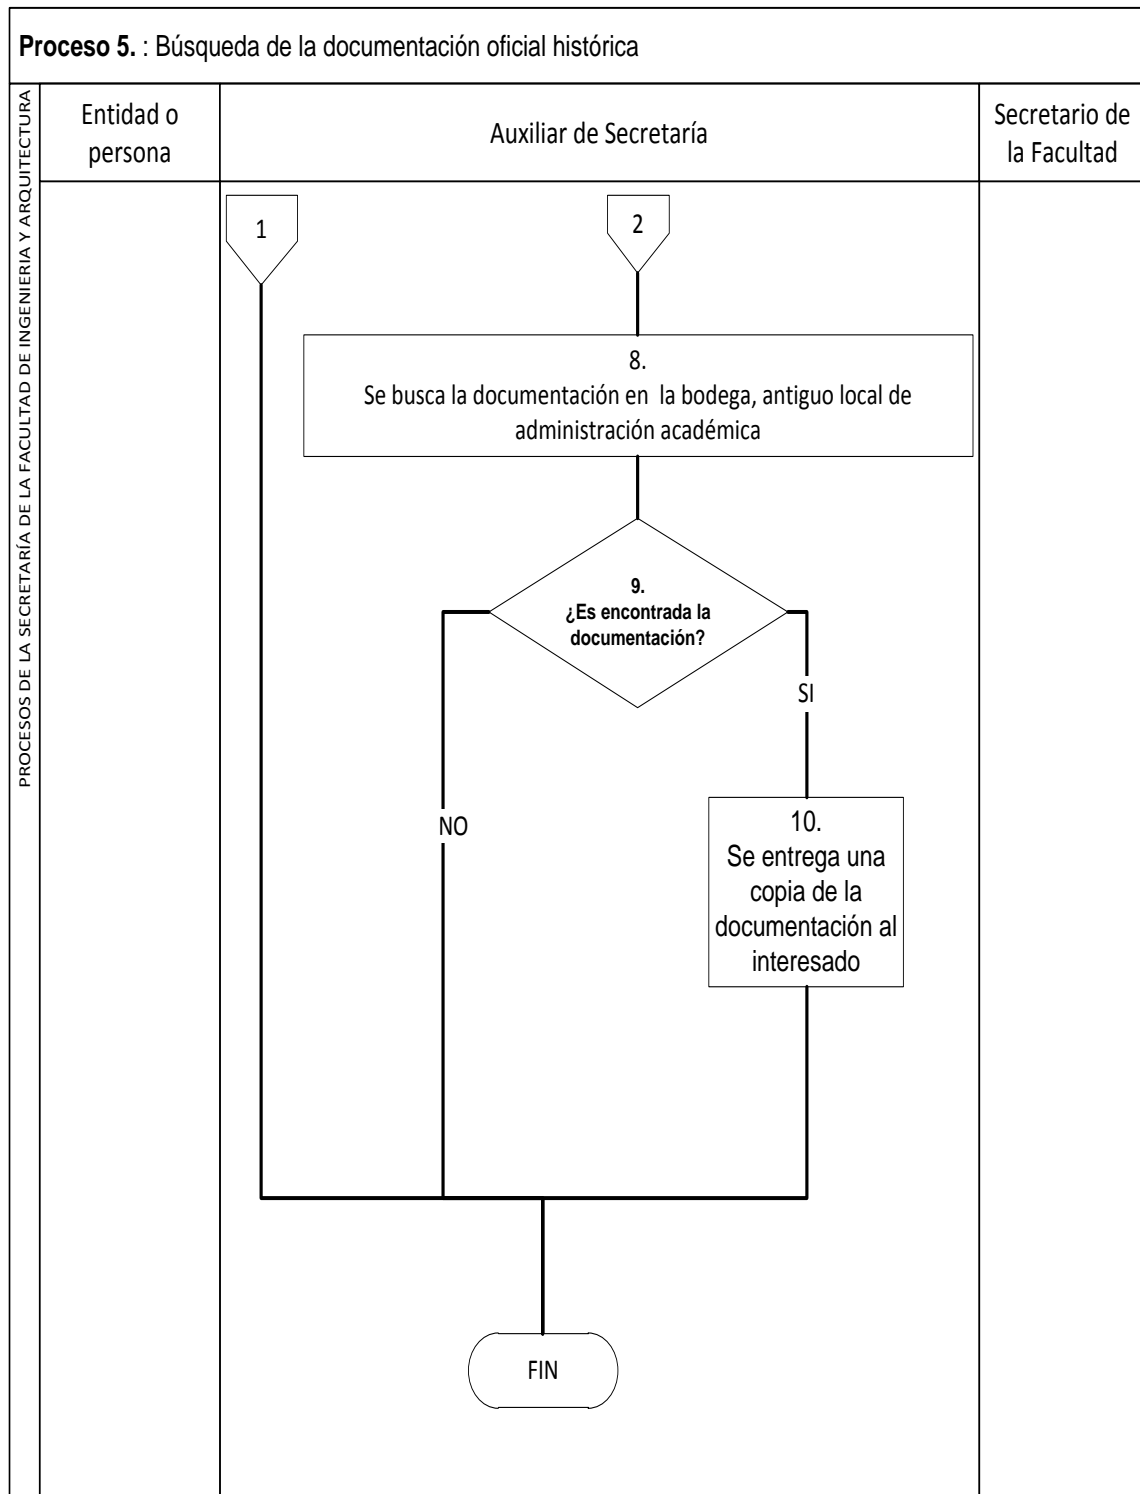 Proceso 5. : Búsqueda de la documentación oficial histórica
PROCESOS DE LA SECRETARÍA DE LA FACULTAD DE INGENIERIA Y ARQUITECTURA
Entidad o
persona
Auxiliar de Secretaría
Secretario de
la Facultad
1
2
8.
Se busca la documentación en la bodega, antiguo local de
administración académica
9.
¿Es encontrada la
documentación?
SI
NO
10.
Se entrega una
copia de la
documentación al
interesado
FIN